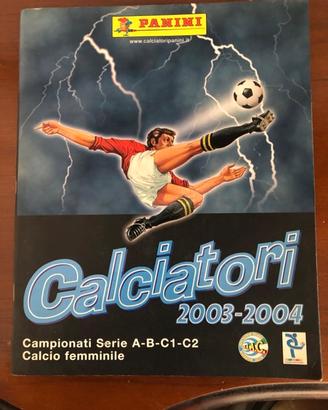 PANINI
www.calciatoripanini.it
Calciatori
2003-2004
Campionati Serie A-B-C1-C2
Calcio femminile